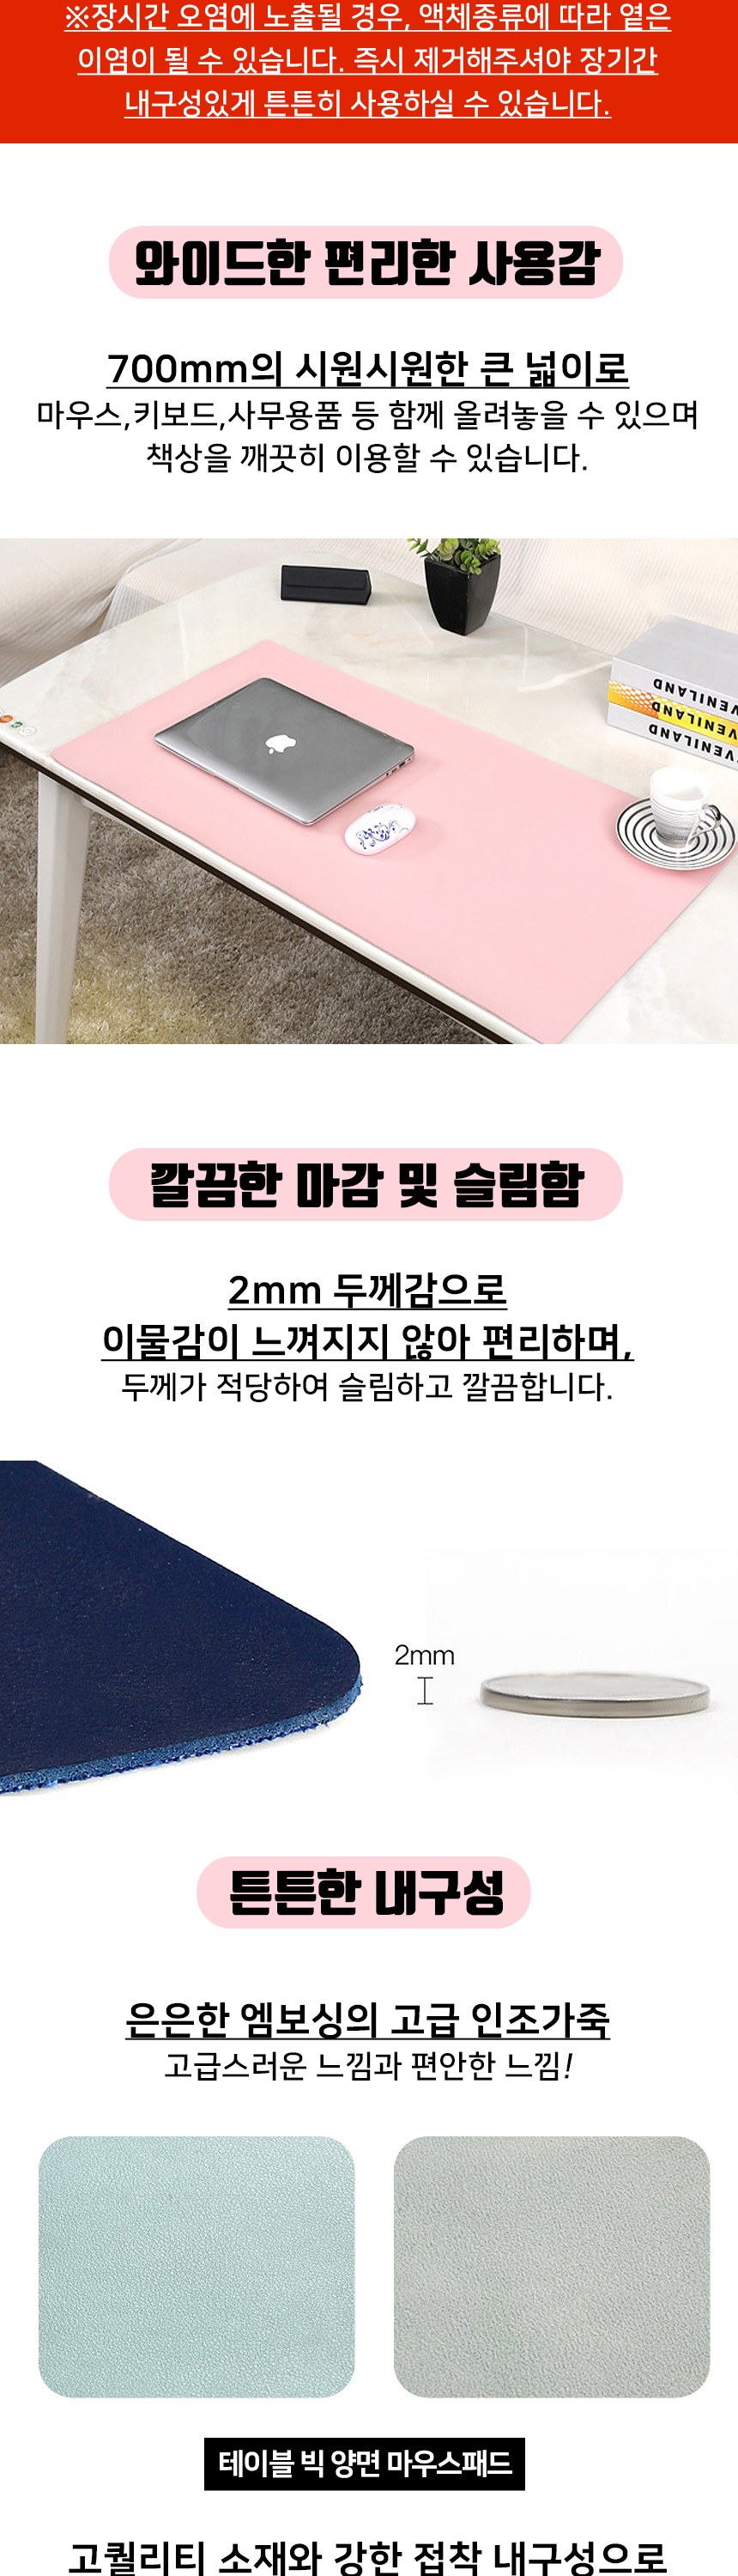 ※장시간 오염에 노출될 경우, 액체종류에 따라 옅은
이염이 될 수 있습니다. 즉시 제거해주셔야 장기간
내구성있게 튼튼히 사용하실 수 있습니다.
와이드한 편리한 사용감
700mm의 시원시원한 큰 넓이로
마우스,키보드,사무용품 등 함께 올려놓을 수 있으며
책상을 깨끗히 이용할 수 있습니다.
VENILAND
VENILAND
VENILAND
깔끔한 마감 및 슬림함
2mm 두께감으로
이물감이 느껴지지 않아 편리하며,
두께가 적당하여 슬림하고 깔끔합니다.
2mm
튼튼한 내구성
은은한 엠보싱의 고급 인조가죽
고급스러운 느낌과 편안한 느낌!
테이블 빅 양면 마우스패드
고퀄리티 소재와 강한 접착 내구성으로